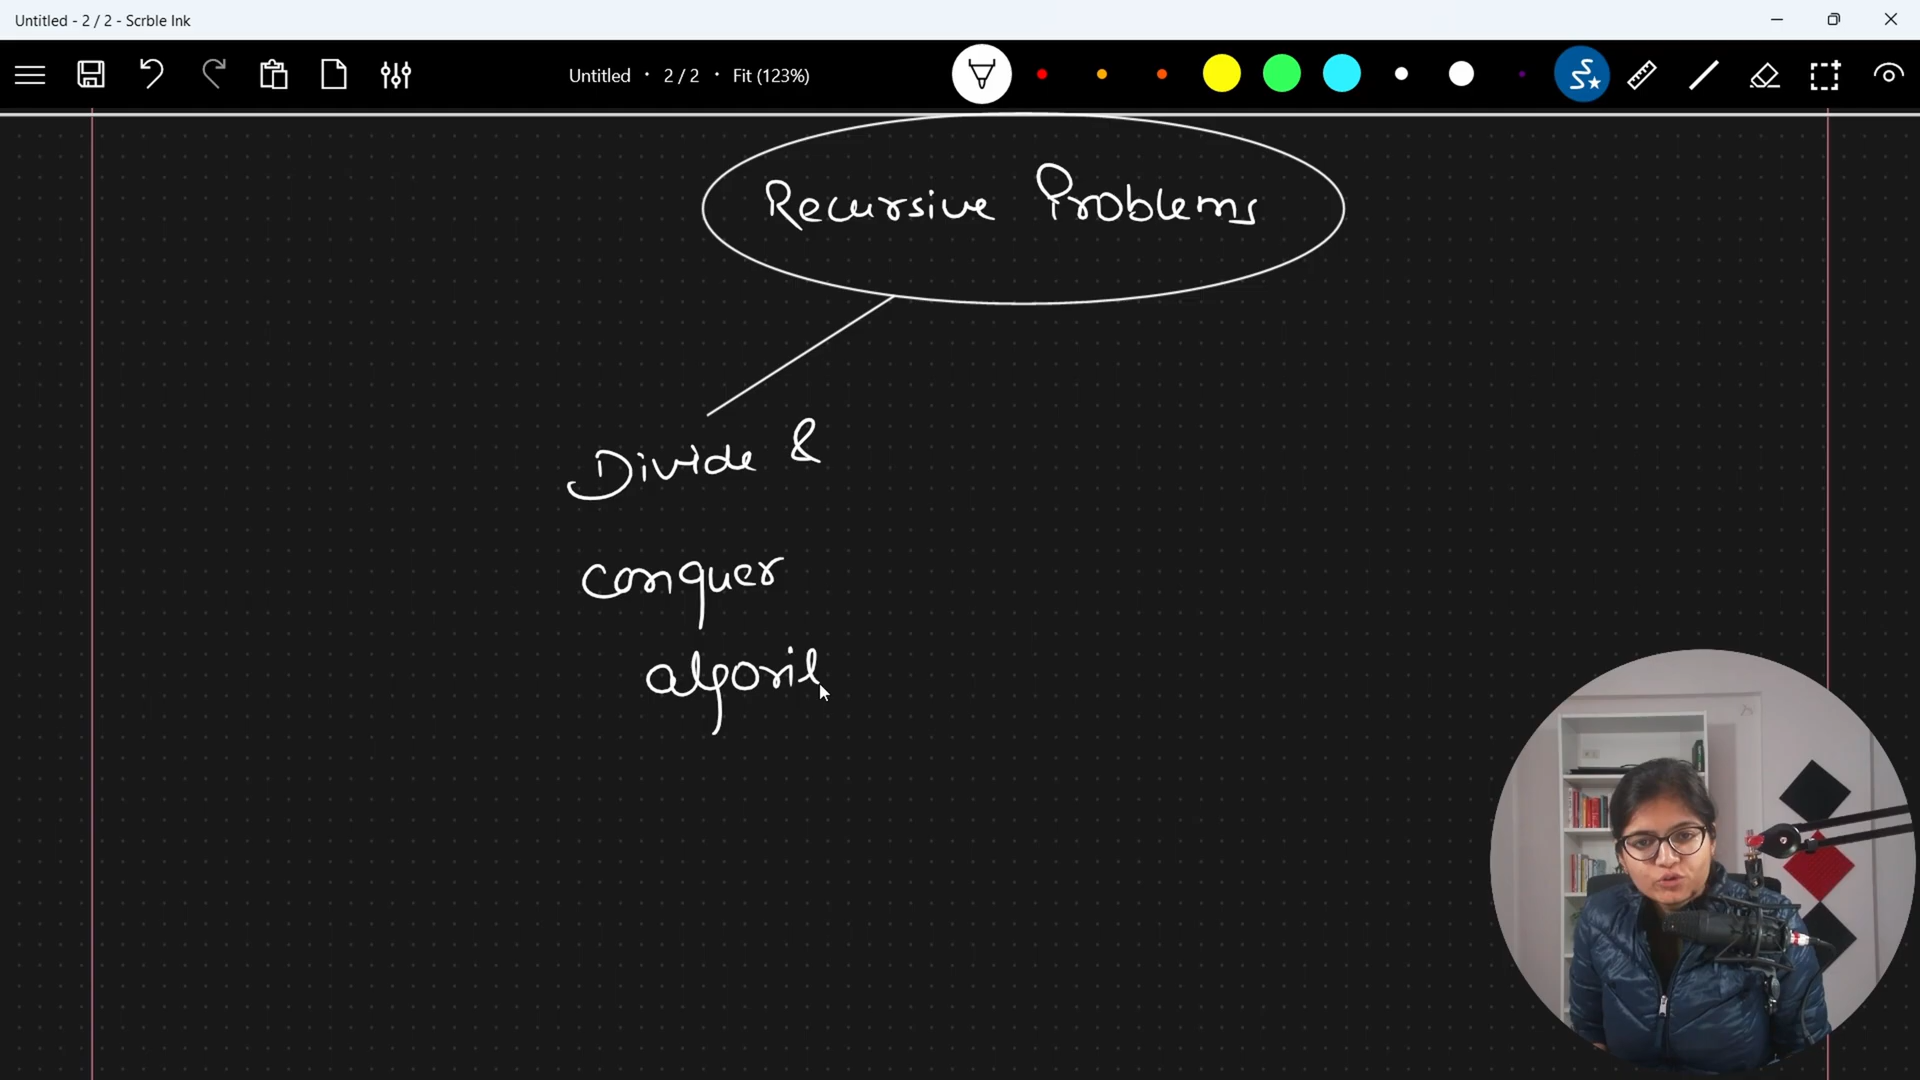 Untitled - 2 / 2 - Scrble Ink
Untitled • 2 / 2 • Fit (123%)
Recursive Problems
Divide &
conquer
algorit